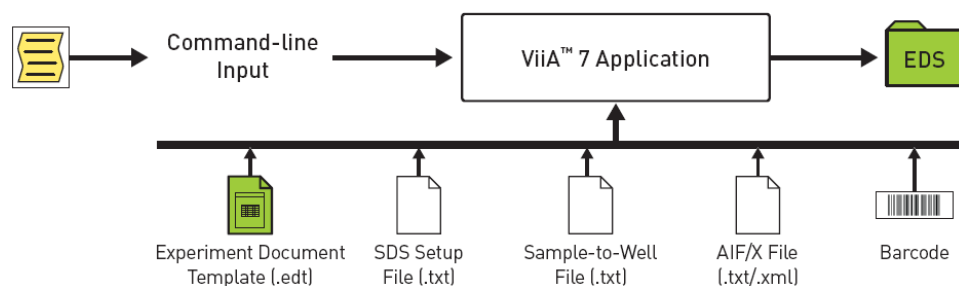 Command-line
Input
ViiA™ 7 Application
EDS
Experiment Document
Template (.edt)
SDS Setup
File (.txt)
Sample-to-Well
File (.txt)
AIF/X File
(.txt/.xml)
Barcode